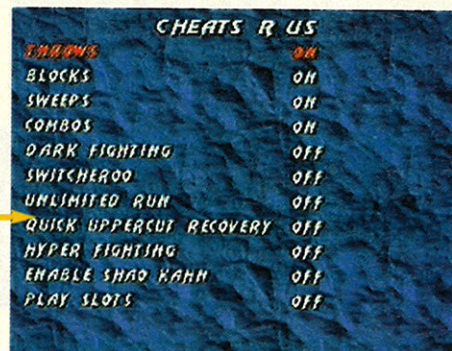 CHEATS R US
THROWS ON
BLOCKS ON
SWEEPS ON
COMBOS ON
DARK FIGHTING OFF
SWITCHEROO OFF
UNLIMITED RUN OFF
QUICK UPPERCUT RECOVERY OFF
HYPER FIGHTING OFF
ENABLE SHAO KAHN OFF
PLAY SLOTS OFF